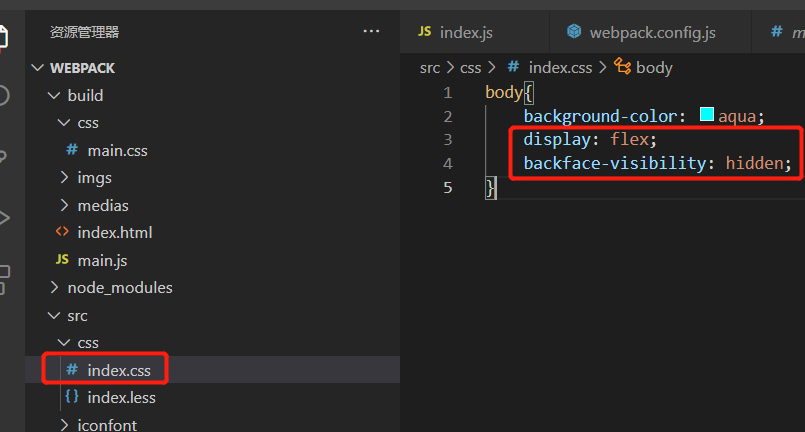 资源管理器 ...
WEBPACK
build
css
# main.css
imgs
medias
<> index.html
JS main.js
node_modules
src
css
# index.css
{} index.less
iconfont
JS index.js webpack.config.js # m
src > css > # index.css > body
1 body{
2 background-color: aqua;
3 display: flex;
4 backface-visibility: hidden;
5 }